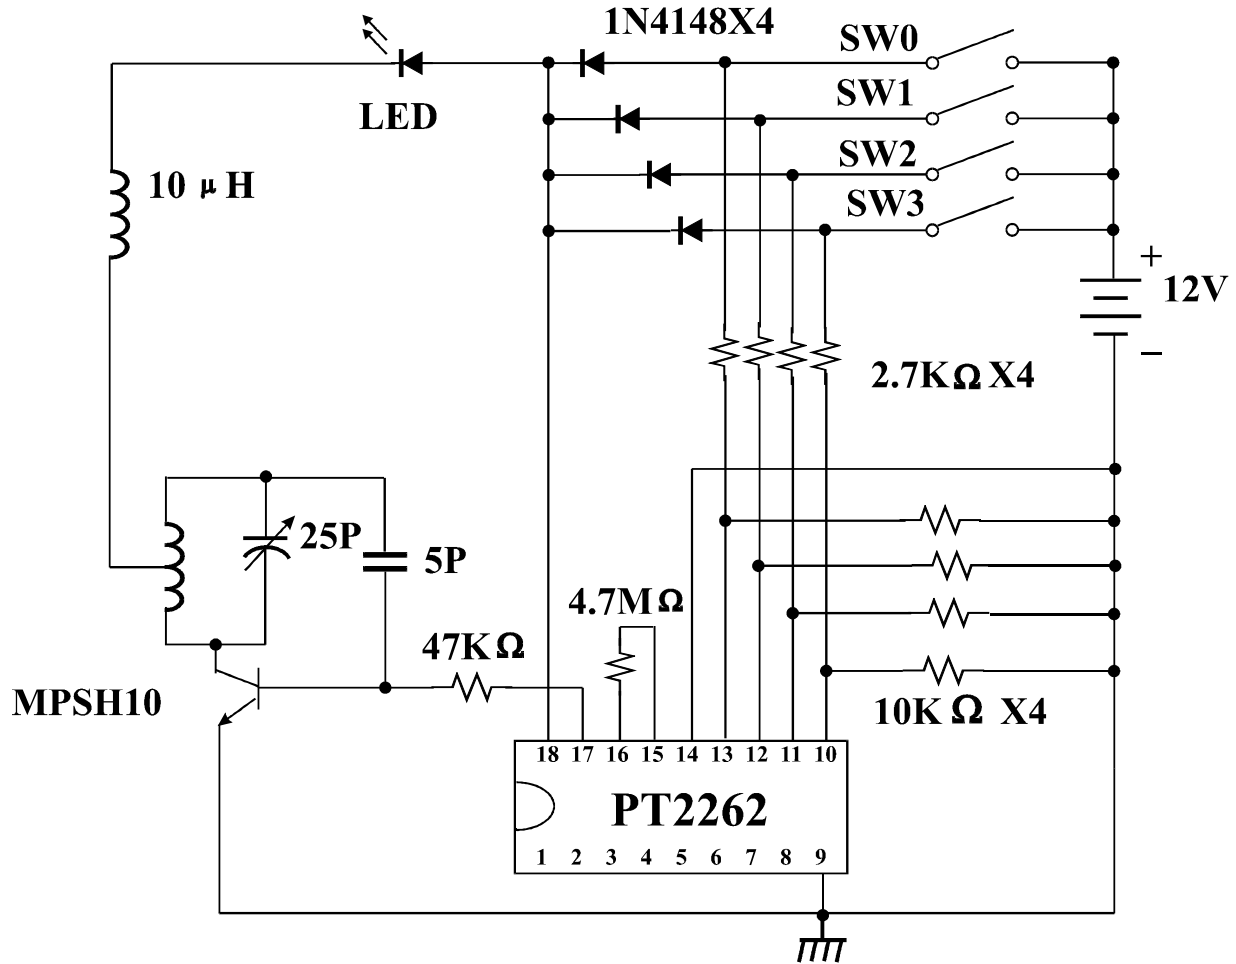 1N4148X4
SW0
LED
SW1
SW2
10 μH
SW3
+
12V
−
2.7KΩ X4
25P
5P
4.7MΩ
47KΩ
MPSH10
10KΩ X4
18 17 16 15 14 13 12 11 10
PT2262
1 2 3 4 5 6 7 8 9